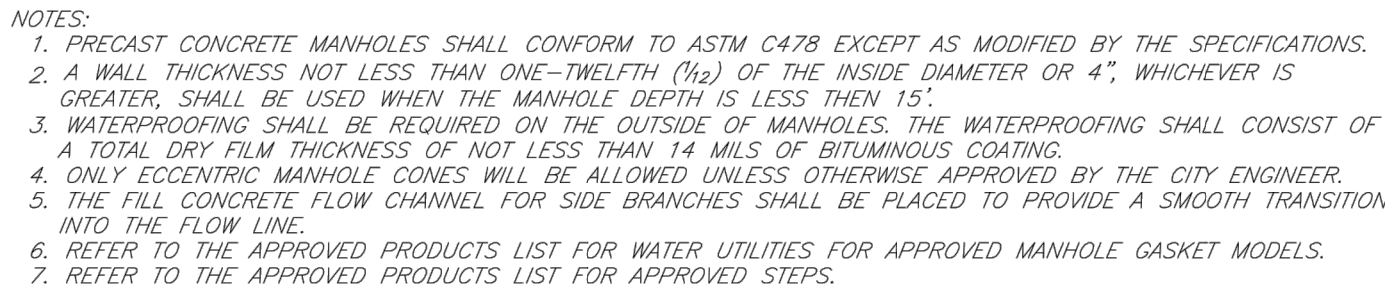 NOTES:
1. PRECAST CONCRETE MANHOLES SHALL CONFORM TO ASTM C478 EXCEPT AS MODIFIED BY THE SPECIFICATIONS.
2. A WALL THICKNESS NOT LESS THAN ONE-TWELFTH (1/12) OF THE INSIDE DIAMETER OR 4", WHICHEVER IS
GREATER, SHALL BE USED WHEN THE MANHOLE DEPTH IS LESS THEN 15'.
3. WATERPROOFING SHALL BE REQUIRED ON THE OUTSIDE OF MANHOLES. THE WATERPROOFING SHALL CONSIST OF
A TOTAL DRY FILM THICKNESS OF NOT LESS THAN 14 MILS OF BITUMINOUS COATING.
4. ONLY ECCENTRIC MANHOLE CONES WILL BE ALLOWED UNLESS OTHERWISE APPROVED BY THE CITY ENGINEER.
5. THE FILL CONCRETE FLOW CHANNEL FOR SIDE BRANCHES SHALL BE PLACED TO PROVIDE A SMOOTH TRANSITION
INTO THE FLOW LINE.
6. REFER TO THE APPROVED PRODUCTS LIST FOR WATER UTILITIES FOR APPROVED MANHOLE GASKET MODELS.
7. REFER TO THE APPROVED PRODUCTS LIST FOR APPROVED STEPS.